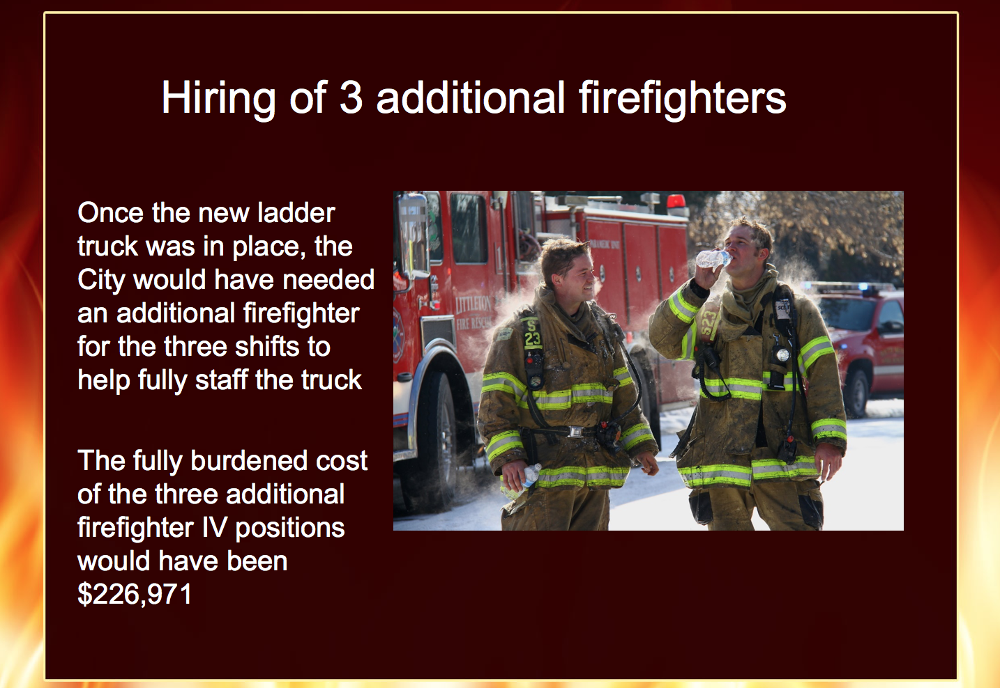 Hiring of 3 additional firefighters
Once the new ladder
truck was in place, the
City would have needed
an additional firefighter
for the three shifts to
help fully staff the truck
The fully burdened cost
of the three additional
firefighter IV positions
would have been
$226,971
LITTLETON
FIRE RESCUE
PARAMEDIC UNIT
S
23
S23